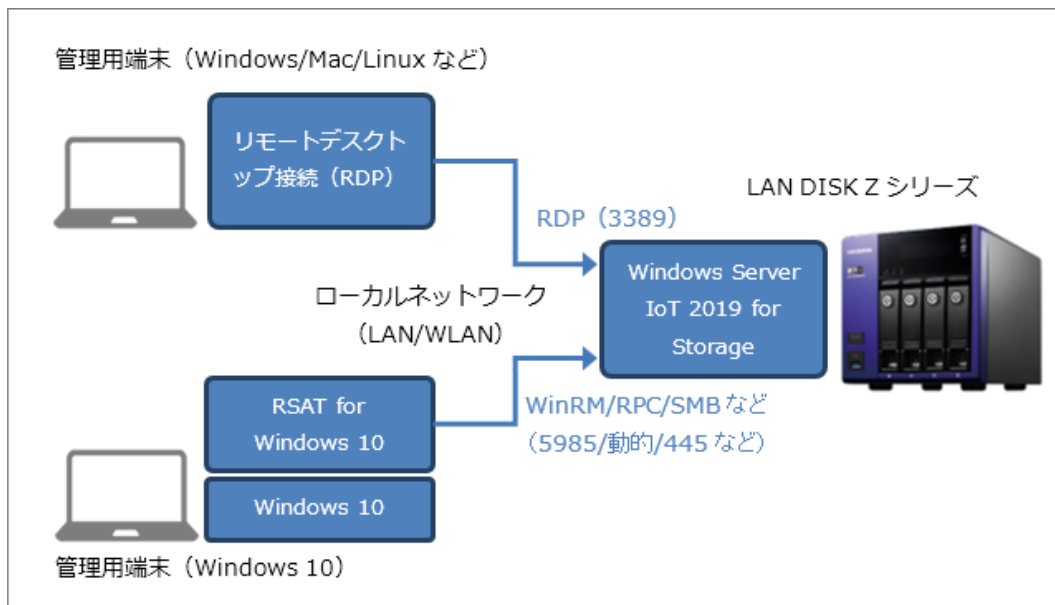 管理用端末（Windows/Mac/Linux など）
リモートデスクト
ップ接続（RDP）
LAN DISK Z シリーズ
RDP（3389）
Windows Server
IoT 2019 for
Storage
ローカルネットワーク
（LAN/WLAN）
RSAT for
Windows 10
WinRM/RPC/SMB など
（5985/動的/445 など）
Windows 10
管理用端末（Windows 10）